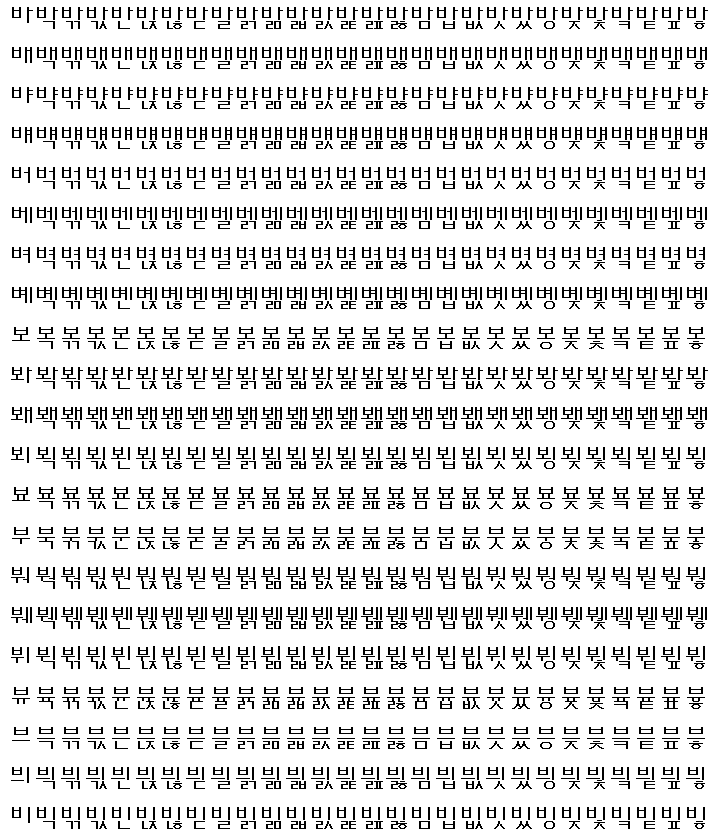 바박밖밗반밙밚받발밝밞밟밠밡밢밣밤밥밦밧밨방밪밫밬밭밮밯
배백밲밳밴밵밶밷밸밹밺밻밼밽밾밿뱀뱁뱂뱃뱄뱅뱆뱇뱈뱉뱊뱋
뱌뱍뱎뱏뱐뱑뱒뱓뱔뱕뱖뱗뱘뱙뱚뱛뱜뱝뱞뱟뱠뱡뱢뱣뱤뱥뱦뱧
뱨뱩뱪뱫뱬뱭뱮뱯뱰뱱뱲뱳뱴뱵뱶뱷뱸뱹뱺뱻뱼뱽뱾뱿벀벁벂벃
버벅벆벇번벉벊벋벌벍벎벏벐벑벒벓범법벖벗벘벙벚벛벜벝벞벟
베벡벢벣벤벥벦벧벨벩벪벫벬벭벮벯벰벱벲벳벴벵벶벷벸벹벺벻
벼벽벾벿변볁볂볃별볅볆볇볈볉볊볋볌볍볎볏볐병볒볓볔볕볖볗
볘볙볚볛볜볝볞볟볠볡볢볣볤볥볦볧볨볩볪볫볬볭볮볯볰볱볲볳
보복볶볷본볹볺볻볼볽볾볿봀봁봂봃봄봅봆봇봈봉봊봋봌봍봎봏
봐봑봒봓봔봕봖봗봘봙봚봛봜봝봞봟봠봡봢봣봤봥봦봧봨봩봪봫
봬봭봮봯봰봱봲봳봴봵봶봷봸봹봺봻봼봽봾봿뵀뵁뵂뵃뵄뵅뵆뵇
뵈뵉뵊뵋뵌뵍뵎뵏뵐뵑뵒뵓뵔뵕뵖뵗뵘뵙뵚뵛뵜뵝뵞뵟뵠뵡뵢뵣
뵤뵥뵦뵧뵨뵩뵪뵫뵬뵭뵮뵯뵰뵱뵲뵳뵴뵵뵶뵷뵸뵹뵺뵻뵼뵽뵾뵿
부북붂붃분붅붆붇불붉붊붋붌붍붎붏붐붑붒붓붔붕붖붗붘붙붚붛
붜붝붞붟붠붡붢붣붤붥붦붧붨붩붪붫붬붭붮붯붰붱붲붳붴붵붶붷
붸붹붺붻붼붽붾붿뷀뷁뷂뷃뷄뷅뷆뷇뷈뷉뷊뷋뷌뷍뷎뷏뷐뷑뷒뷓
뷔뷕뷖뷗뷘뷙뷚뷛뷜뷝뷞뷟뷠뷡뷢뷣뷤뷥뷦뷧뷨뷩뷪뷫뷬뷭뷮뷯
뷰뷱뷲뷳뷴뷵뷶뷷뷸뷹뷺뷻뷼뷽뷾뷿븀븁븂븃븄븅븆븇븈븉븊븋
브븍븎븏븐븑븒븓블븕븖븗븘븙븚븛븜븝븞븟븠븡븢븣븤븥븦븧
븨븩븪븫븬븭븮븯븰븱븲븳븴븵븶븷븸븹븺븻븼븽븾븿빀빁빂빃
비빅빆빇빈빉빊빋빌빍빎빏빐빑빒빓빔빕빖빗빘빙빚빛빜빝빞빟